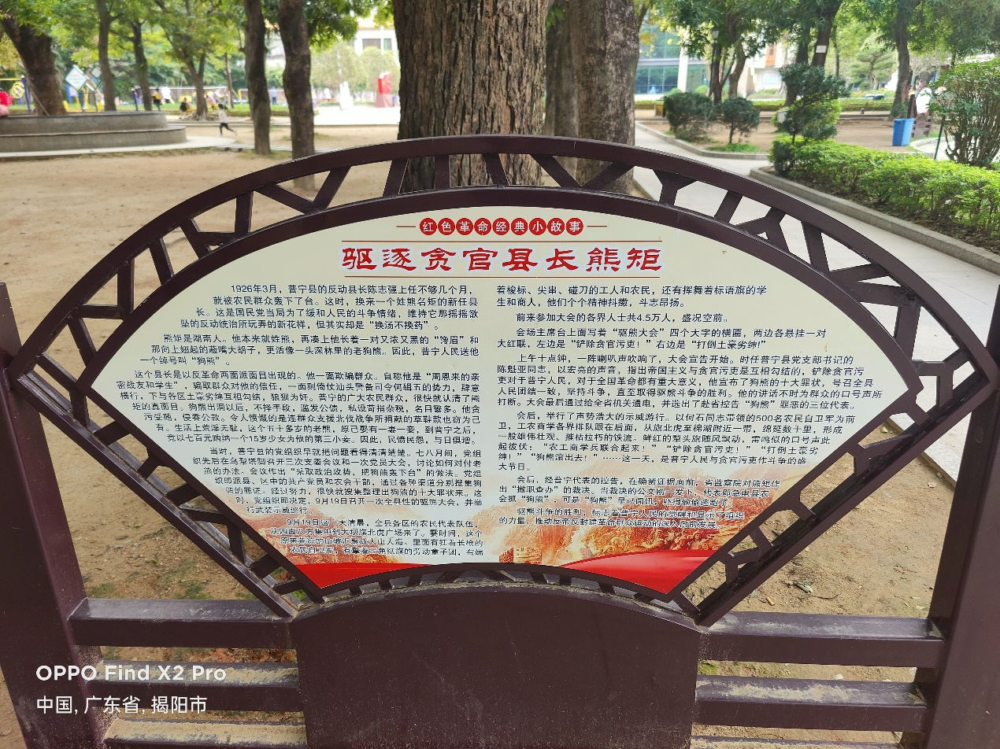 红色革命经典小故事
驱逐贪官县长熊矩
1926年3月，普宁县的反动县长陈志强上任不够几个月，
就被农民群众轰下了台。这时，换来一个姓熊名矩的新任县
长。这是国民党当局为了缓和人民的斗争情绪，维持它那摇摇欲
坠的反动统治所玩弄的新花样，但其实却是“换汤不换药”。
熊矩是湖南人。他本来就姓熊，再凑上他长着一对又浓又黑的“馋眉”和
那向上翘起的蔽嘴大胡子，更活像一头深林里的老狗熊。因此，普宁人民送他
一个绰号叫“狗熊”。
这个县长是以反革命两面派面目出现的。他一面欺骗群众。自称他是“周恩来的亲
密战友和学生”，骗取群众对他的信任，一面则倚仗汕头警备司令何辑五的势力，肆意
横行，下与各区土豪劣绅互相勾结，狼狈为奸。普宁的广大农民群众，很快就认清了熊
矩的真面目。狗熊出洞以后，不择手段，滥发公债，私设苛捐杂税，名目繁多。他贪
污受贿，侵吞公款。令人愤慨的是连群众支援北伐战争所捐献的草鞋款也窃为己
有。生活上荒淫无耻，这个五十多岁的老熊，原已娶有一妻一妾，到普宁之后，
竟以七百元购纳一个15岁少女为他的第三小妾。因此，民愤民怨，与日俱增。
当时，普宁县的党组织早就把问题看得清清楚楚。七八月间，党组
织先后在乌犁塔脚召开三次支委会议和一次党员大会，讨论如何对付老
熊的办法。会议作出“采取政治攻势，把狗熊轰下台”的做法。党组
织即派县、区中的共产党员和农会干部，通过各种渠道分别搜集狗
熊的罪证。经过努力，很快就搜集整理出狗熊的十大罪状来。这
时，党组织即决定，9月19日召开一次全县性的驱熊大会，并举
行武装示威巡行。
9月19日这一天清晨，全县各区的农民代表队伍，
从四面八方集中到大坝旗北虎广场来了。霎时间，这个
原来荒凉的山坡汇聚成人山人海。里面有扛着长枪的
农民自卫军，有擎着三角纸旗的劳动童子团，有端
着梭标、尖串、碰刀的工人和农民，还有挥舞着标语旗的学
生和商人，他们个个精神抖擞，斗志昂扬。
前来参加大会的各界人士共4.5万人，盛况空前。
会场主席台上面写着“驱熊大会”四个大字的横匾，两边各悬挂一对
大红联，左边是“铲除贪官污吏！”右边是“打倒土豪劣绅!”
上午十点钟，一阵喇叭声吹响了，大会宣告开始。时任普宁县党支部书记的
陈魁亚同志，以宏亮的声音，指出帝国主义与贪官污吏是互相勾结的，铲除贪官污
吏对于普宁人民，对于全国革命都有重大意义，他宣布了狗熊的十大罪状，号召全县
人民团结一致，坚持斗争，直至取得驱熊斗争的胜利。他的讲话不时为群众的口号声所
打断。大会最后通过给全省机关通电，并选出了赴省控告“狗熊”罪恶的三位代表。
会后，举行了声势浩大的示威游行。以何石同志带领的500名农民自卫军为前
卫，工农商学各界排队跟在后面，从旗北虎至棉湖附近一带，绵延数十里，形成
一股雄伟壮观、摧枯拉朽的铁流。鲜红的犁头旗随风飘动，雷鸣似的口号声此
起彼伏：“农工商学兵联合起来！”“铲除贪官污吏！”“打倒土豪劣
绅！”“狗熊滚出去！”……这一天，是普宁人民与贪官污吏作斗争的盛
大节日。
会后，经普宁代表的控告，在确凿证据面前，省监察院对熊矩作
出“撤职查办”的裁决。当裁决的公文刚一发下，代表即急电县农
会抓“狗熊”，可是“狗熊”早已闻讯，吓得偷偷逃跑了。
驱熊斗争的胜利，标志着普宁人民的觉醒和显示了组织
的力量，推动反帝反封建革命群众运动的深入向前发展。
OPPO Find X2 Pro
中国, 广东省, 揭阳市